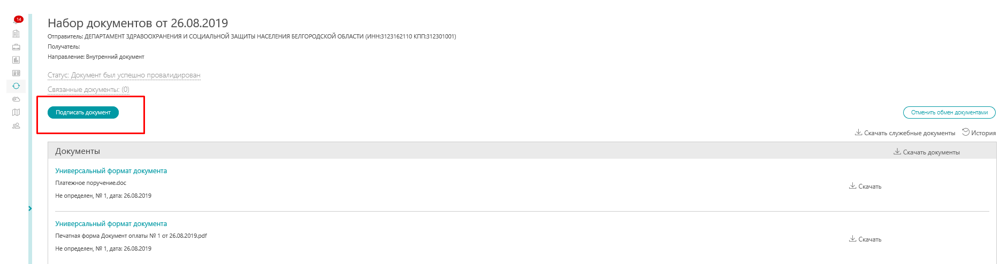 14
Набор документов от 26.08.2019
Отправитель: ДЕПАРТАМЕНТ ЗДРАВООХРАНЕНИЯ И СОЦИАЛЬНОЙ ЗАЩИТЫ НАСЕЛЕНИЯ БЕЛГОРОДСКОЙ ОБЛАСТИ (ИНН:3123162110 КПП:312301001)
Получатель:
Направление: Внутренний документ
Статус: Документ был успешно провалидирован
Связанные документы: (0)
Подписать документ
Отменить обмен документами
Скачать служебные документы
История
Документы
Скачать документы
Универсальный формат документа
Платежное поручение.doc
Скачать
Не определен, № 1, дата: 26.08.2019
Универсальный формат документа
Печатная форма Документ оплаты № 1 от 26.08.2019.pdf
Скачать
Не определен, № 1, дата: 26.08.2019